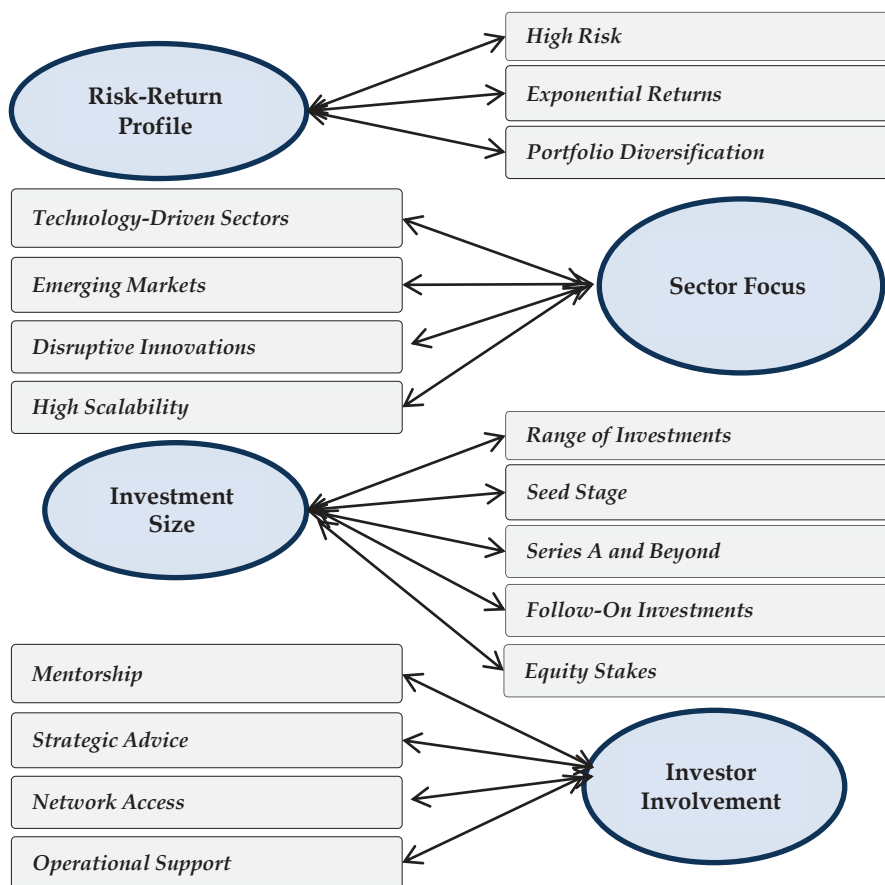 Risk-Return
Profile
High Risk
Exponential Returns
Portfolio Diversification
Technology-Driven Sectors
Emerging Markets
Disruptive Innovations
High Scalability
Sector Focus
Investment
Size
Range of Investments
Seed Stage
Series A and Beyond
Follow-On Investments
Equity Stakes
Mentorship
Strategic Advice
Network Access
Operational Support
Investor
Involvement